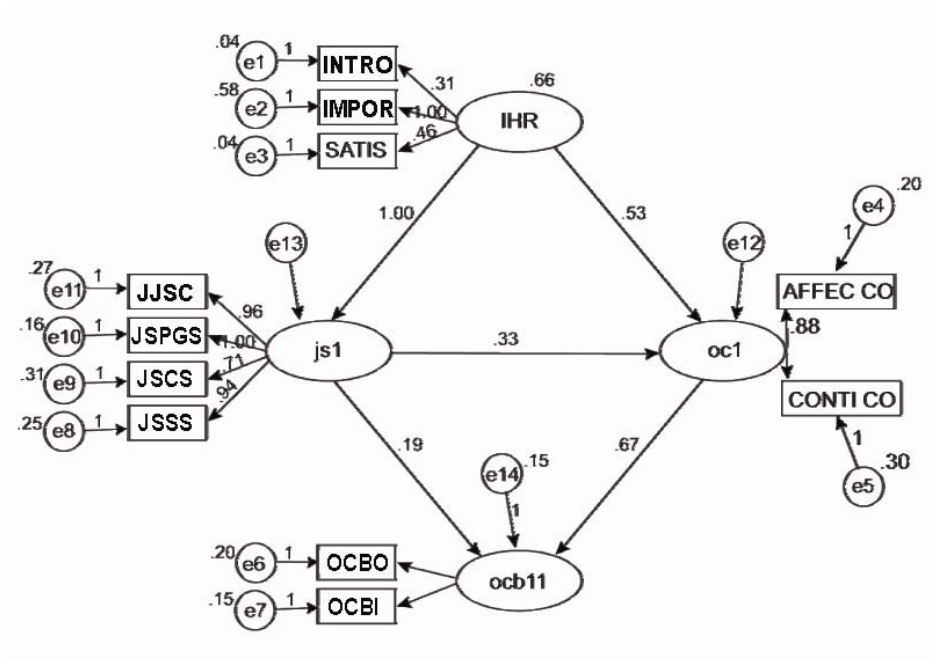 .04
e1
1
INTRO
.31
.66
.58
e2
1
IMPOR
1.00
IHR
.04
e3
1
SATIS
.46
1.00
.53
.20
e4
1
e13
e12
AFFEC CO
.88
.27
e11
1
JJSC
.96
.16
e10
1
JSPGS
1.00
js1
.33
oc1
.31
e9
1
JSCS
.71
CONTI CO
.25
e8
1
JSSS
.94
1
.30
e5
.19
.67
e14
.15
1
.20
e6
1
OCBO
ocb11
.15
e7
1
OCBI